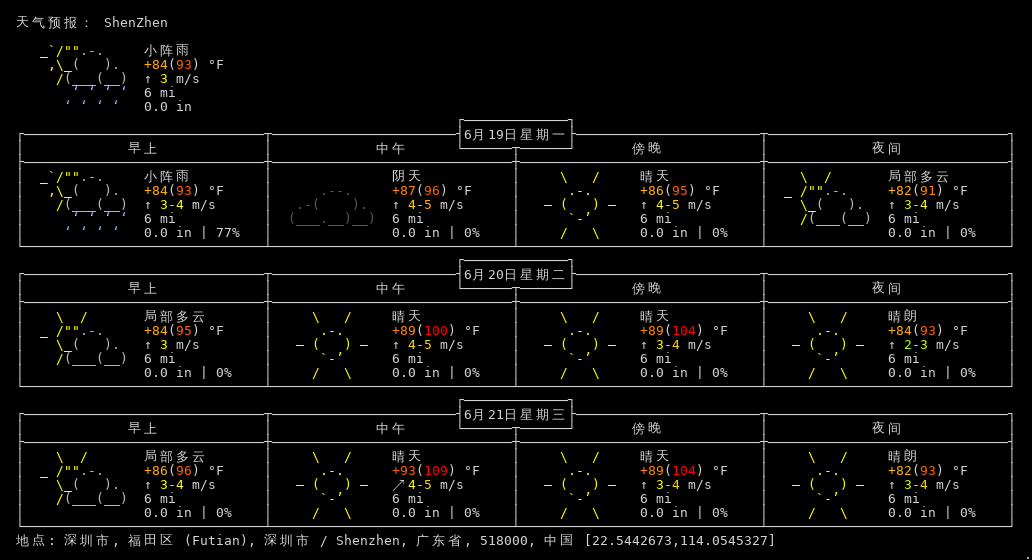 天气预报： ShenZhen
小阵雨
+84(93) °F
↑ 3 m/s
6 mi
0.0 in
6月19日星期一
早上 中午 傍晚 夜间
小阵雨 阴天 晴天 局部多云
+84(93) °F +87(96) °F +86(95) °F +82(91) °F
↑ 3-4 m/s ↑ 4-5 m/s ↑ 4-5 m/s ↑ 3-4 m/s
6 mi 6 mi 6 mi 6 mi
0.0 in | 77% 0.0 in | 0% 0.0 in | 0% 0.0 in | 0%
6月20日星期二
早上 中午 傍晚 夜间
局部多云 晴天 晴天 晴朗
+84(95) °F +89(100) °F +89(104) °F +84(93) °F
↑ 3 m/s ↑ 4-5 m/s ↑ 3-4 m/s ↑ 2-3 m/s
6 mi 6 mi 6 mi 6 mi
0.0 in | 0% 0.0 in | 0% 0.0 in | 0% 0.0 in | 0%
6月21日星期三
早上 中午 傍晚 夜间
局部多云 晴天 晴天 晴朗
+86(96) °F +93(109) °F +89(104) °F +82(93) °F
↑ 3-4 m/s ↗ 4-5 m/s ↑ 3-4 m/s ↑ 3-4 m/s
6 mi 6 mi 6 mi 6 mi
0.0 in | 0% 0.0 in | 0% 0.0 in | 0% 0.0 in | 0%
地点: 深圳市, 福田区 (Futian), 深圳市 / Shenzhen, 广东省, 518000, 中国 [22.5442673,114.0545327]